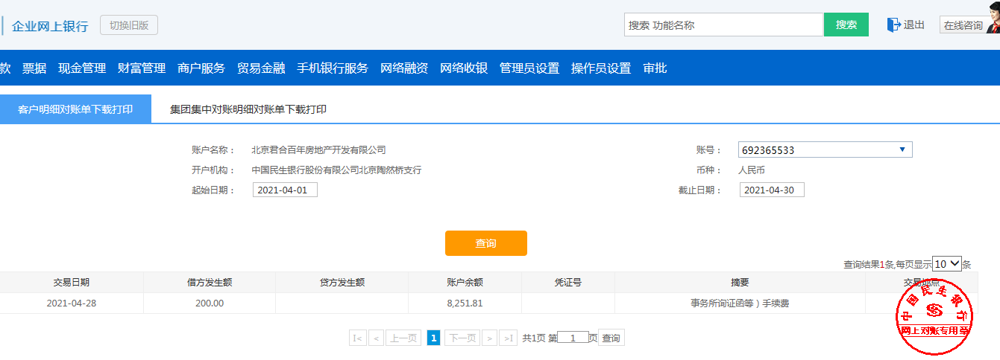 企业网上银行 切换旧版 搜索 功能名称 搜索 退出 在线咨询
款 票据 现金管理 财富管理 商户服务 贸易金融 手机银行服务 网络融资 网络收银 管理员设置 操作员设置 审批
客户明细对账单下载打印 集团集中对账明细对账单下载打印
账户名称： 北京君合百年房地产开发有限公司 账号： 692365533
开户机构： 中国民生银行股份有限公司北京陶然桥支行 币种： 人民币
起始日期： 2021-04-01 截止日期： 2021-04-30
查询
查询结果1条,每页显示 10 条
交易日期 借方发生额 贷方发生额 账户余额 凭证号 摘要 交易地点
2021-04-28 200.00 8,251.81 事务所询证函等）手续费
中国民生银行
网上对账专用章
I< < 上一页 1 下一页 > >I 共1页 第 1 页 查询